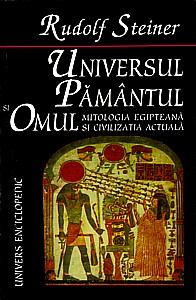 Rudolf Steiner
UNIVERSUL
PĂMÂNTUL
ȘI OMUL
MITOLOGIA EGIPTEANĂ
ȘI CIVILIZAȚIA ACTUALĂ
UNIVERS ENCICLOPEDIC